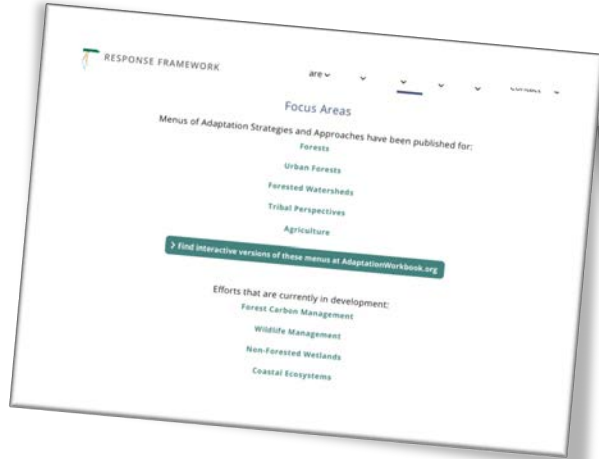 RESPONSE FRAMEWORK
are
Focus Areas
Menus of Adaptation Strategies and Approaches have been published for:
Forests
Urban Forests
Forested Watersheds
Tribal Perspectives
Agriculture
> Find interactive versions of these menus at AdaptationWorkbook.org
Efforts that are currently in development:
Forest Carbon Management
Wildlife Management
Non-Forested Wetlands
Coastal Ecosystems